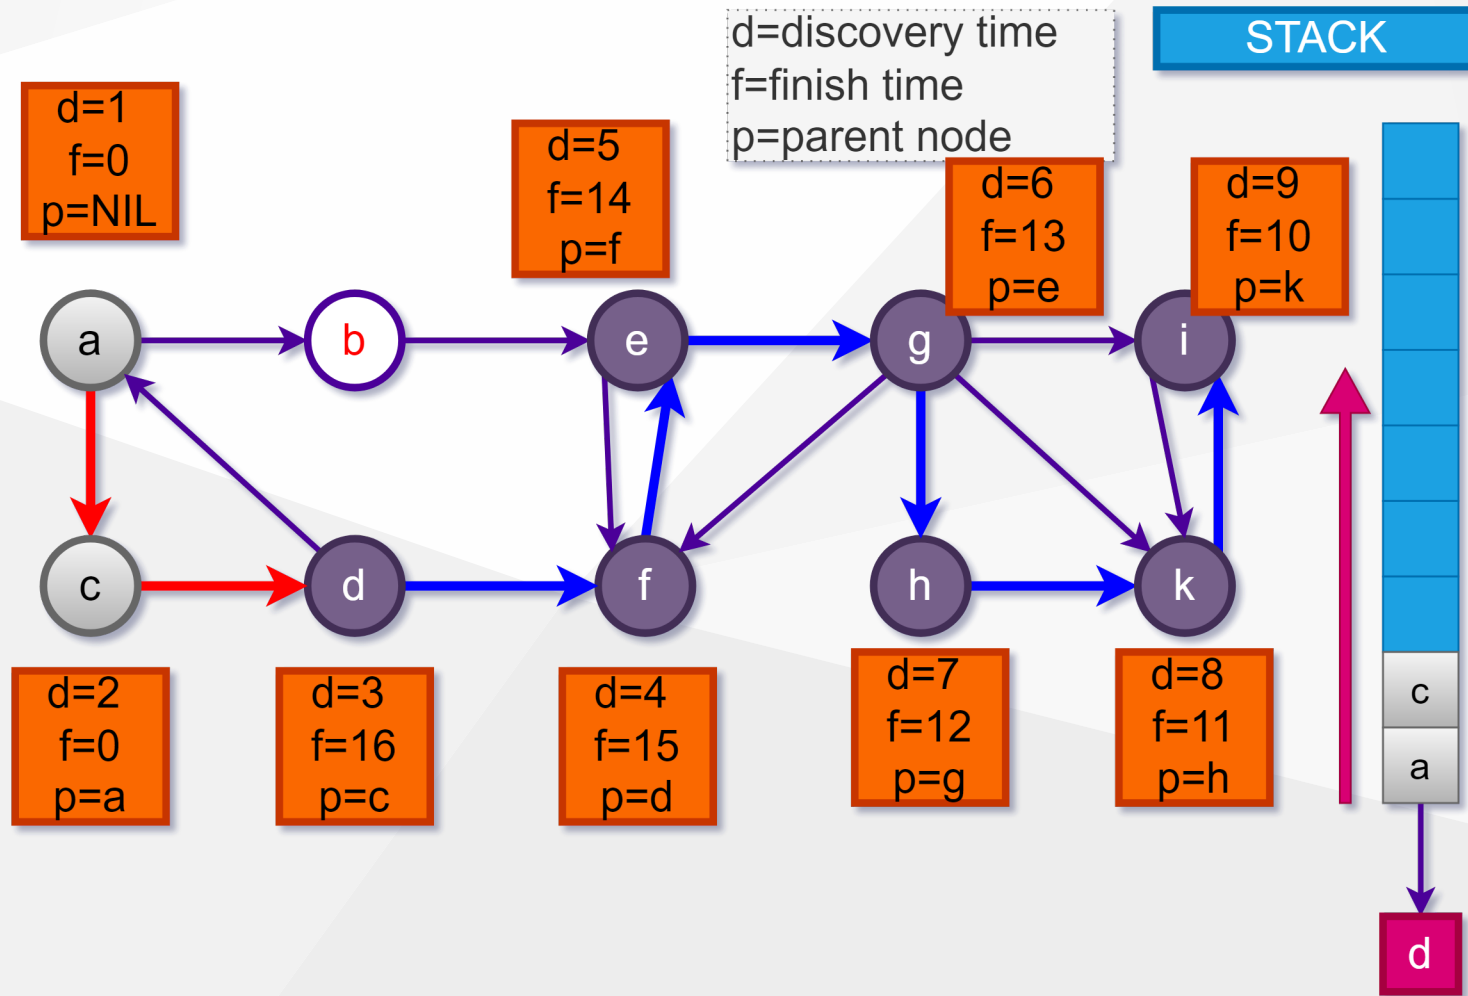 d=discovery time
f=finish time
p=parent node
STACK
d=1
f=0
p=NIL
d=5
f=14
p=f
d=6
f=13
p=e
d=9
f=10
p=k
a
b
e
g
i
c
d
f
h
k
d=2
f=0
p=a
d=3
f=16
p=c
d=4
f=15
p=d
d=7
f=12
p=g
d=8
f=11
p=h
c
a
d